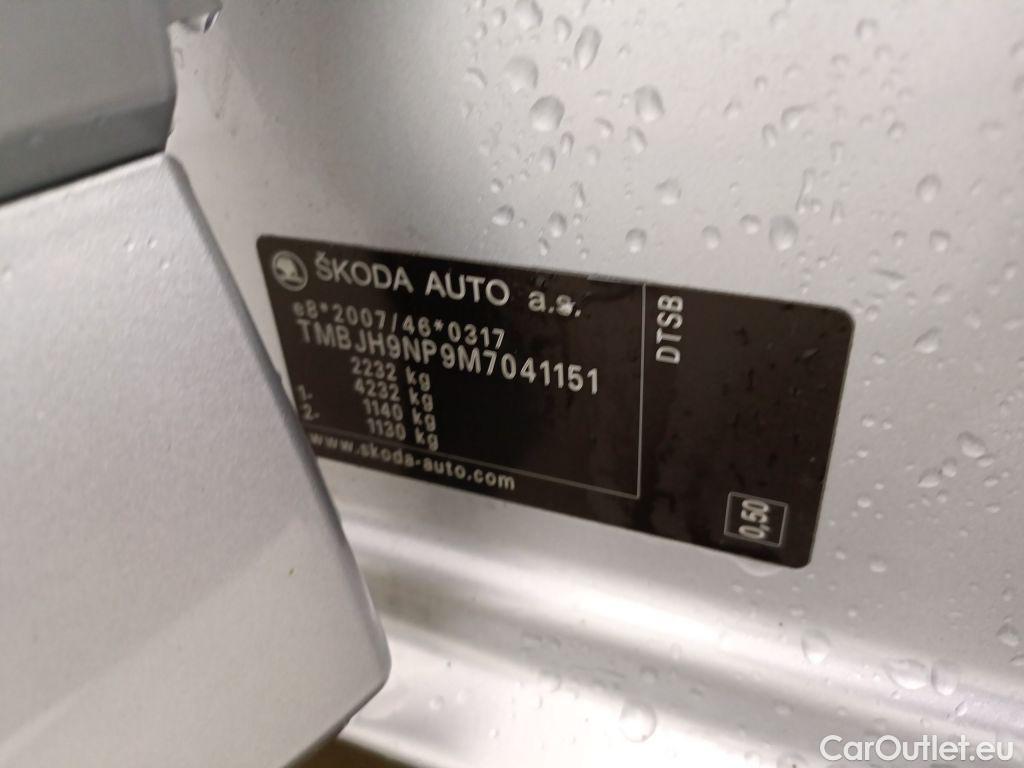 ŠKODA AUTO a.s.
e8*2007/46*0317
TMBJH9NP9M7041151
2232 kg
4232 kg
1. 1140 kg
2. 1130 kg
www.skoda-auto.com
DTSB
0,50
CarOutlet.eu